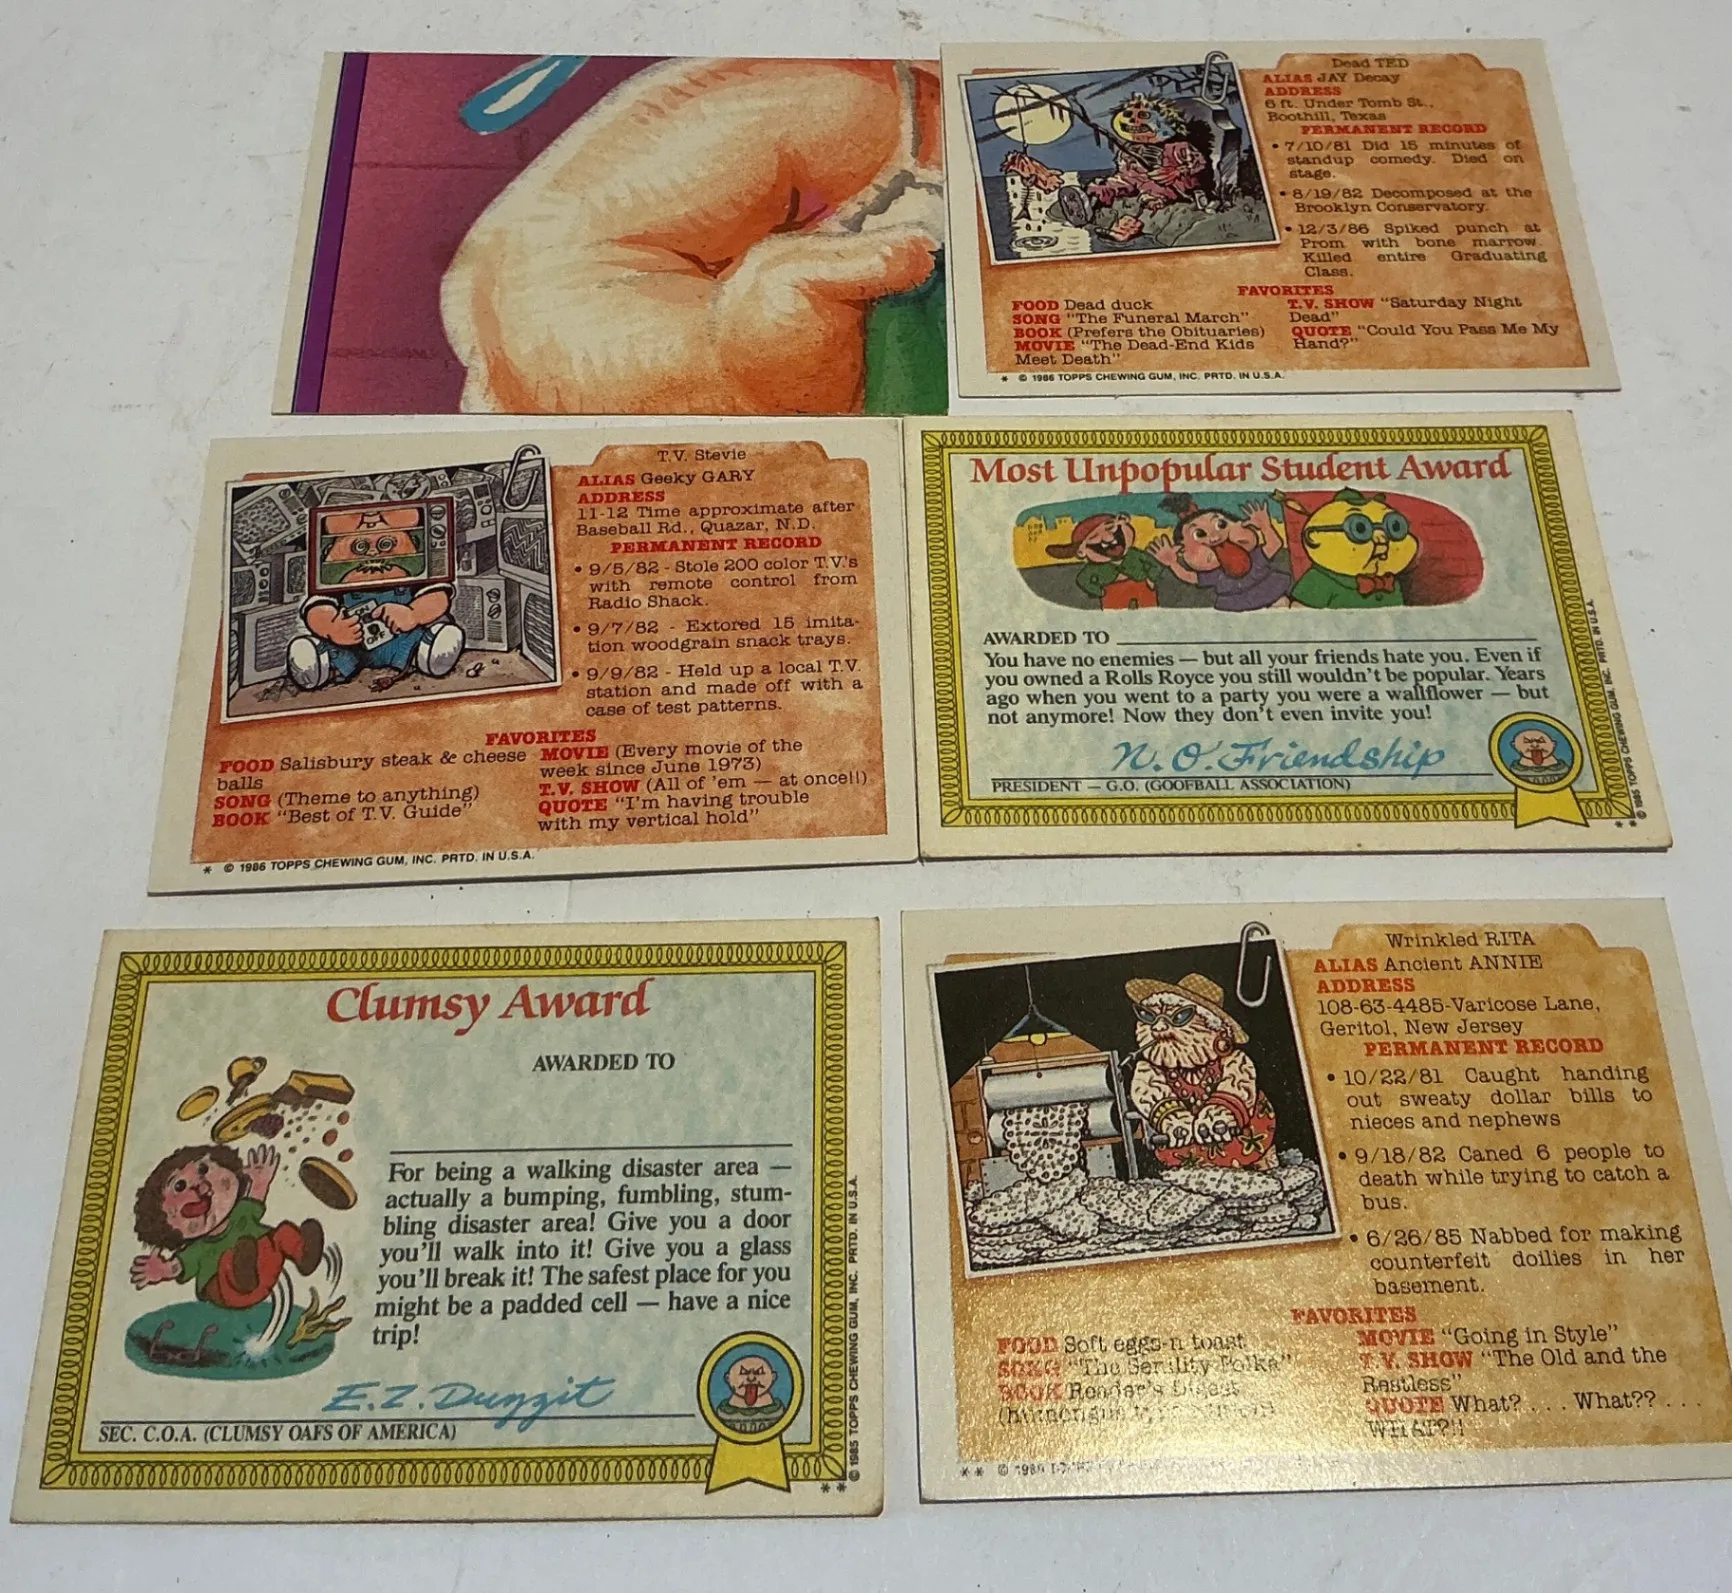 Dead TED
ALIAS JAY Decay
ADDRESS
6 ft. Under Tomb St.,
Boothill, Texas
PERMANENT RECORD
• 7/10/81 Did 15 minutes of
standup comedy. Died on
stage.
• 8/19/82 Decomposed at the
Brooklyn Conservatory.
• 12/3/86 Spiked punch at
Prom with bone marrow.
Killed entire Graduating
Class.
FAVORITES
FOOD Dead duck
SONG "The Funeral March"
BOOK (Prefers the Obituaries)
MOVIE "The Dead-End Kids
Meet Death"
T.V. SHOW "Saturday Night
Dead"
QUOTE "Could You Pass Me My
Hand?"
* © 1986 TOPPS CHEWING GUM, INC. PRTD. IN U.S.A.
T.V. Stevie
ALIAS Geeky GARY
ADDRESS
11-12 Time approximate after
Baseball Rd., Quazar, N.D.
PERMANENT RECORD
• 9/5/82 - Stole 200 color T.V.'s
with remote control from
Radio Shack.
• 9/7/82 - Extored 15 imita-
tion woodgrain snack trays.
• 9/9/82 - Held up a local T.V.
station and made off with a
case of test patterns.
ON
OFF
FAVORITES
FOOD Salisbury steak & cheese
balls
SONG (Theme to anything)
BOOK "Best of T.V. Guide"
MOVIE (Every movie of the
week since June 1973)
T.V. SHOW (All of 'em — at once!!)
QUOTE "I'm having trouble
with my vertical hold"
* © 1986 TOPPS CHEWING GUM, INC. PRTD. IN U.S.A.
Most Unpopular Student Award
AWARDED TO
You have no enemies — but all your friends hate you. Even if
you owned a Rolls Royce you still wouldn't be popular. Years
ago when you went to a party you were a wallflower — but
not anymore! Now they don't even invite you!
N. O. Friendship
PRESIDENT — G.O. (GOOFBALL ASSOCIATION)
* * © 1985 TOPPS CHEWING GUM, INC. PRTD. IN U.S.A.
Clumsy Award
AWARDED TO
For being a walking disaster area —
actually a bumping, fumbling, stum-
bling disaster area! Give you a door
you'll walk into it! Give you a glass
you'll break it! The safest place for you
might be a padded cell — have a nice
trip!
E.Z. Duzzit
SEC. C.O.A. (CLUMSY OAFS OF AMERICA)
* * © 1985 TOPPS CHEWING GUM, INC. PRTD. IN U.S.A.
Wrinkled RITA
ALIAS Ancient ANNIE
ADDRESS
108-63-4485-Varicose Lane,
Geritol, New Jersey
PERMANENT RECORD
• 10/22/81 Caught handing
out sweaty dollar bills to
nieces and nephews
• 9/18/82 Caned 6 people to
death while trying to catch a
bus.
• 6/26/85 Nabbed for making
counterfeit doilies in her
basement.
FAVORITES
FOOD Soft eggs-n toast
SONG "The Senility Polka"
BOOK Reader's Digest
MOVIE "Going in Style"
T.V. SHOW "The Old and the
Restless"
QUOTE What? . . . What?? . . .
WHAT?!!
* * ©